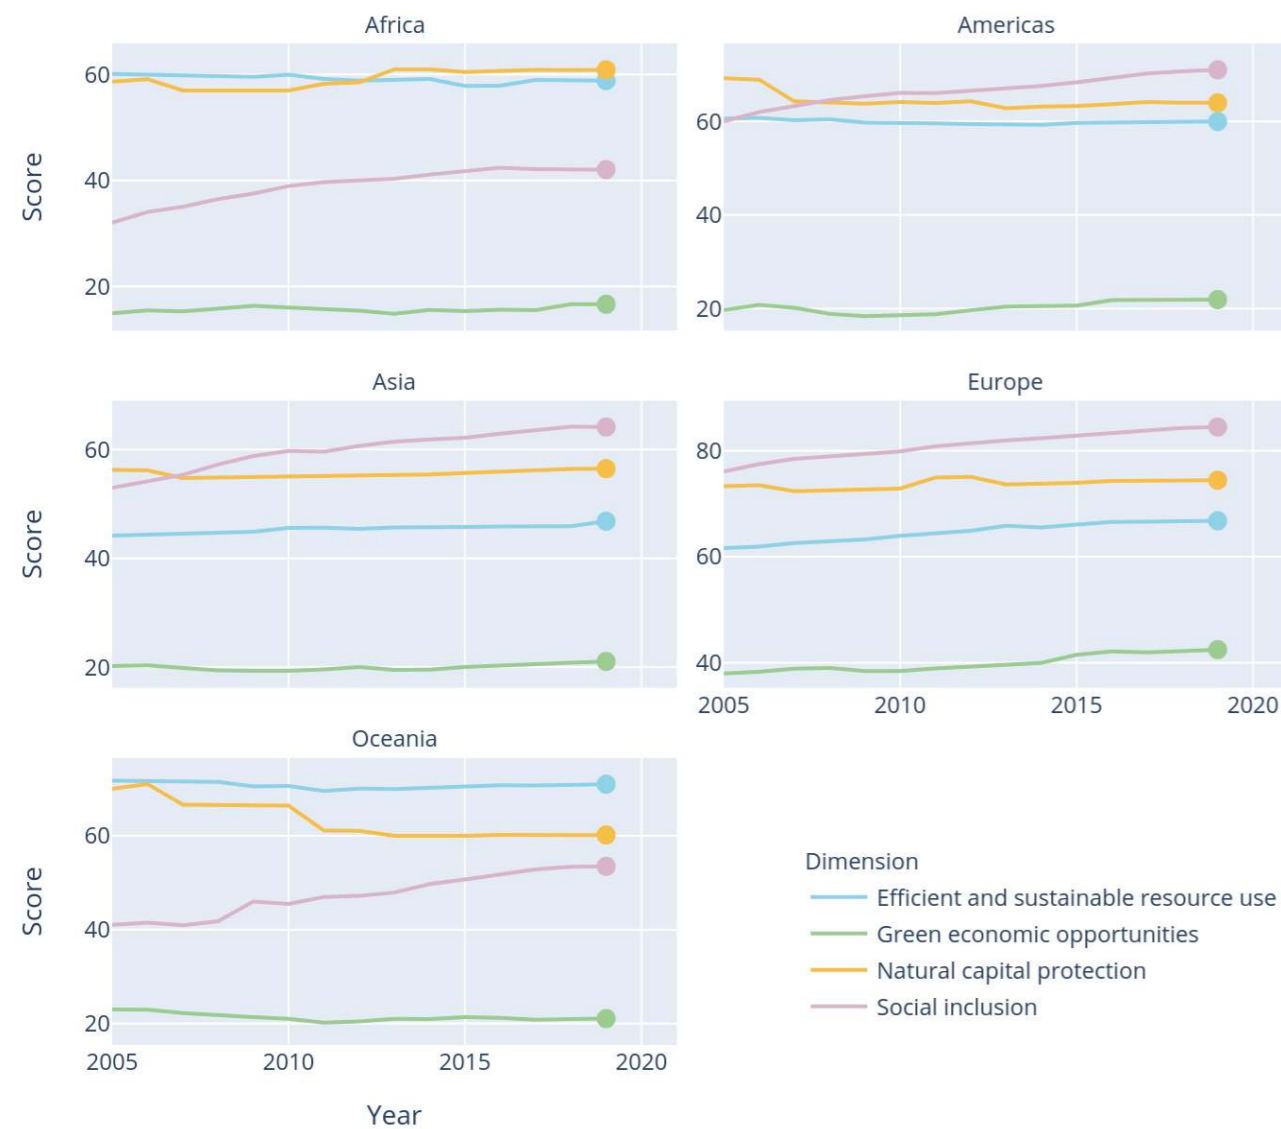 Africa
Americas
Score
60
40
20
60
40
20
Asia
Europe
Score
60
40
20
80
60
40
2005
2010
2015
2020
Oceania
Score
60
40
20
2005
2010
2015
2020
Year
Dimension
Efficient and sustainable resource use
Green economic opportunities
Natural capital protection
Social inclusion